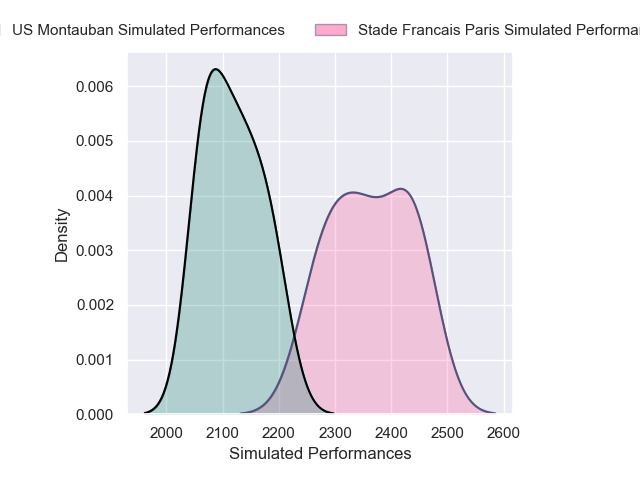 US Montauban Simulated Performances
Stade Francais Paris Simulated
0.006
0.005
0.004
0.003
0.002
0.001
0.000
Density
2000 2100 2200 2300 2400 2500 2600
Simulated Performances